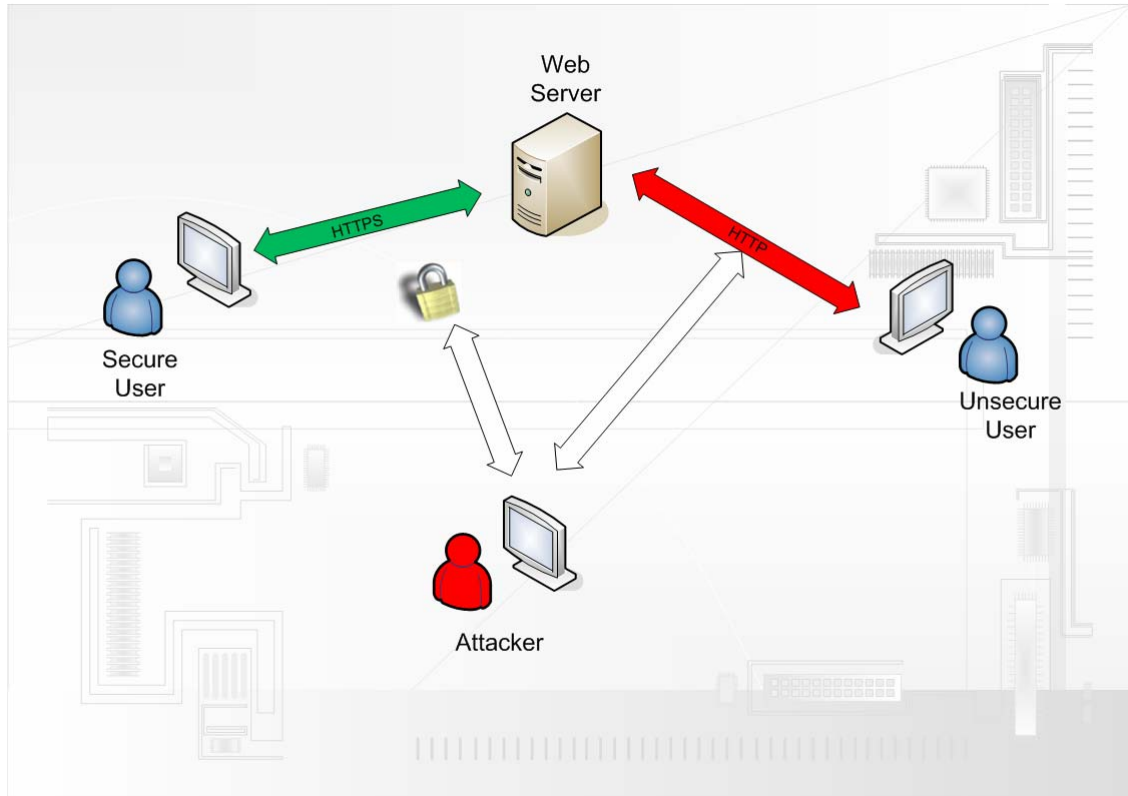 Web
Server
HTTPS
HTTP
Secure
User
Unsecure
User
Attacker